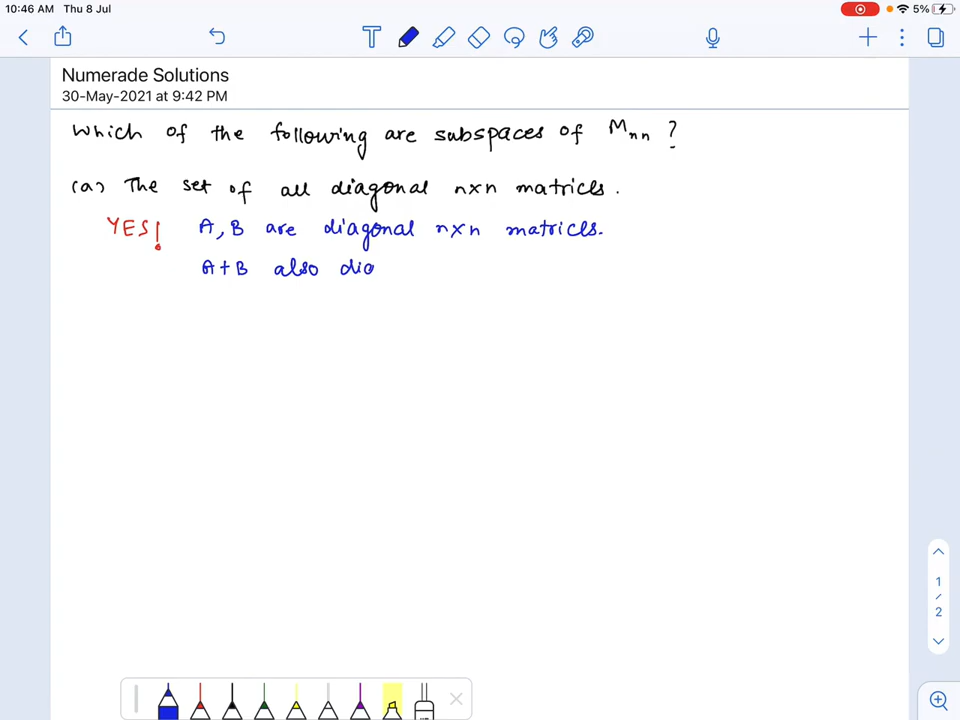 10:46 AM Thu 8 Jul 5%
T
Numerade Solutions
30-May-2021 at 9:42 PM
Which of the following are subspaces of Mnn ?
(a) The set of all diagonal n×n matrices.
YES! A, B are diagonal n×n matrices.
A+B also dia
1
/
2